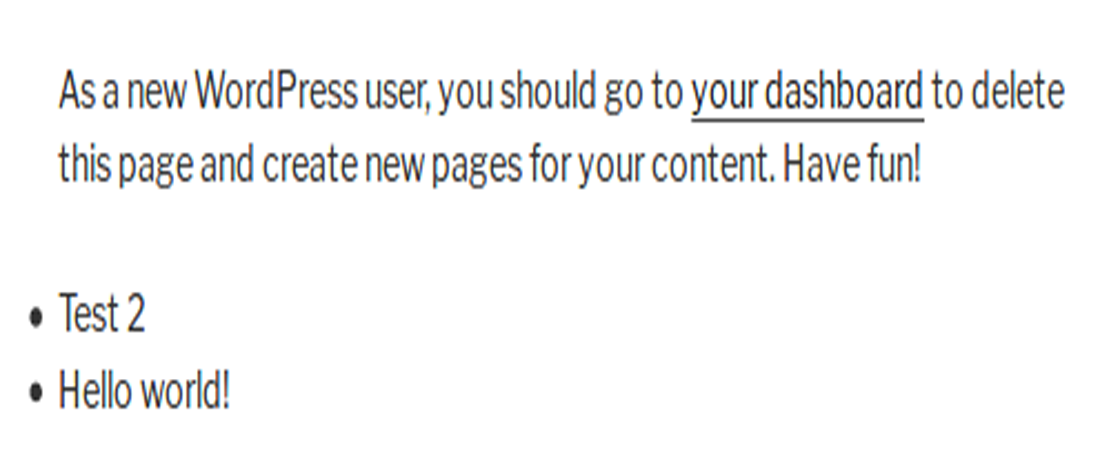 As a new WordPress user, you should go to your dashboard to delete
this page and create new pages for your content. Have fun!
• Test 2
• Hello world!